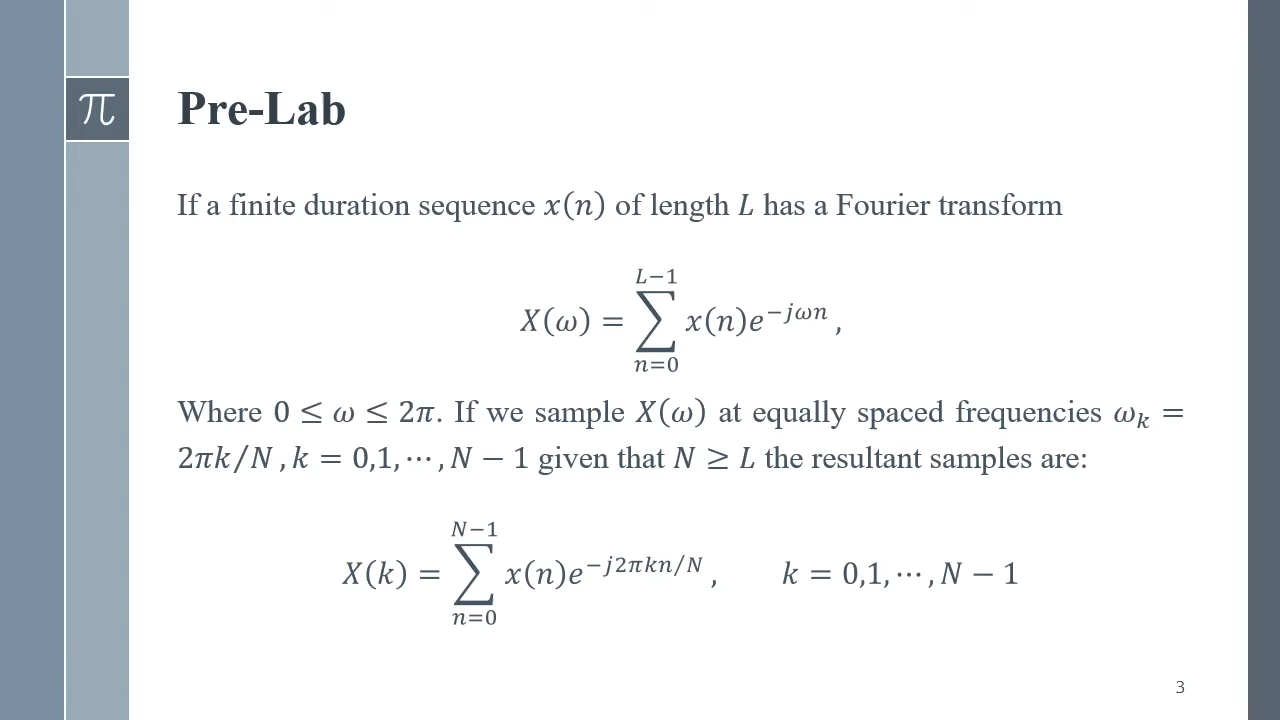 π
Pre-Lab
If a finite duration sequence 𝑥(𝑛) of length 𝐿 has a Fourier transform
𝑋(𝜔) = ∑_{𝑛=0}^{𝐿−1} 𝑥(𝑛)𝑒^{−𝑗𝜔𝑛} ,
Where 0 ≤ 𝜔 ≤ 2𝜋. If we sample 𝑋(𝜔) at equally spaced frequencies 𝜔_𝑘 =
2𝜋𝑘/𝑁 , 𝑘 = 0,1, ⋯ , 𝑁 − 1 given that 𝑁 ≥ 𝐿 the resultant samples are:
𝑋(𝑘) = ∑_{𝑛=0}^{𝑁−1} 𝑥(𝑛)𝑒^{−𝑗2𝜋𝑘𝑛/𝑁} , 𝑘 = 0,1, ⋯ , 𝑁 − 1
3